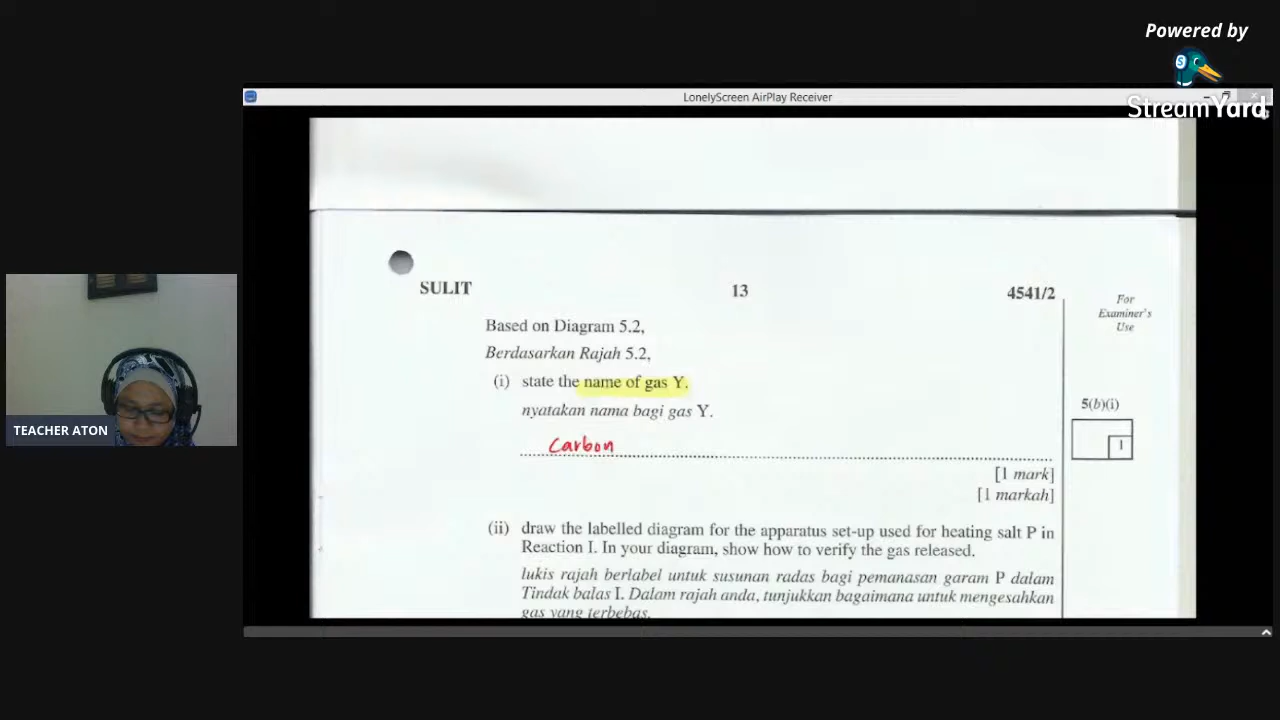 Powered by
StreamYard
LonelyScreen AirPlay Receiver
SULIT
13
4541/2
For
Examiner's
Use
Based on Diagram 5.2,
Berdasarkan Rajah 5.2,
(i) state the name of gas Y.
nyatakan nama bagi gas Y.
5(b)(i)
Carbon
1
[1 mark]
[1 markah]
(ii) draw the labelled diagram for the apparatus set-up used for heating salt P in
Reaction I. In your diagram, show how to verify the gas released.
lukis rajah berlabel untuk susunan radas bagi pemanasan garam P dalam
Tindak balas I. Dalam rajah anda, tunjukkan bagaimana untuk mengesahkan
gas yang terbebas.
TEACHER ATON